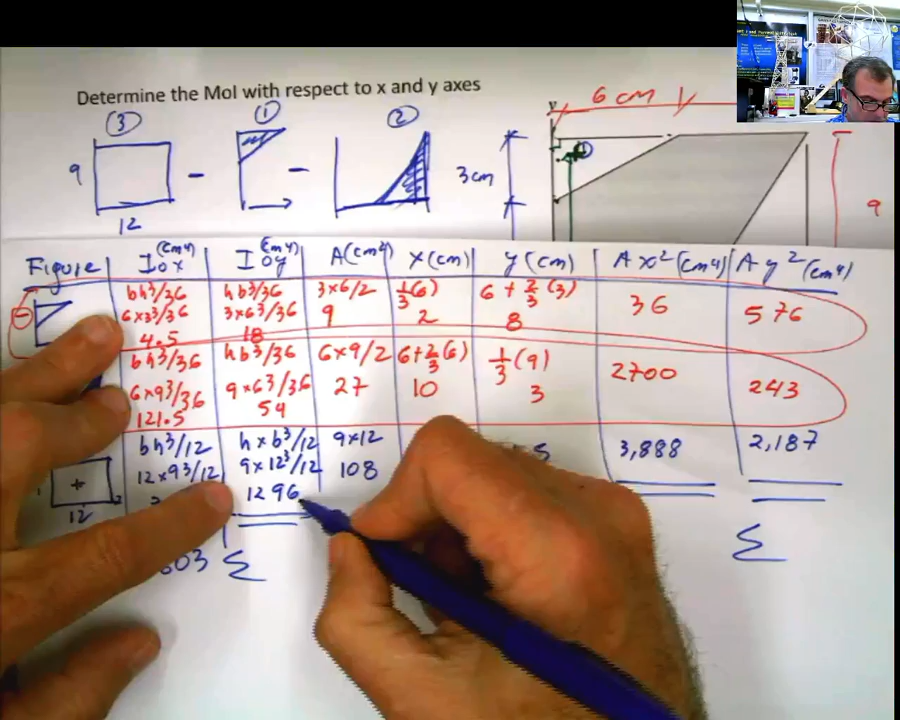 Determine the MoI with respect to x and y axes
③ ① ②
9 - -
12
6 cm
y
①
3cm
9
Figure I₀x (cm⁴) I₀y (cm⁴) A(cm²) x(cm) y(cm) A x² (cm⁴) A y² (cm⁴)
- bh³/36 hb³/36 3×6/2 ⅓(6) 6 + ⅔(3) 36 576
6×3³/36 3×6³/36 9 2 8
4.5 18
bh³/36 hb³/36 6×9/2 6+⅔(6) ⅓(9) 2700 243
6×9³/36 9×6³/36 27 10 3
121.5 54
bh³/12 h×b³/12 9×12 3,888 2,187
+ 12×9³/12 9×12³/12 108
12 1296
603 Σ Σ